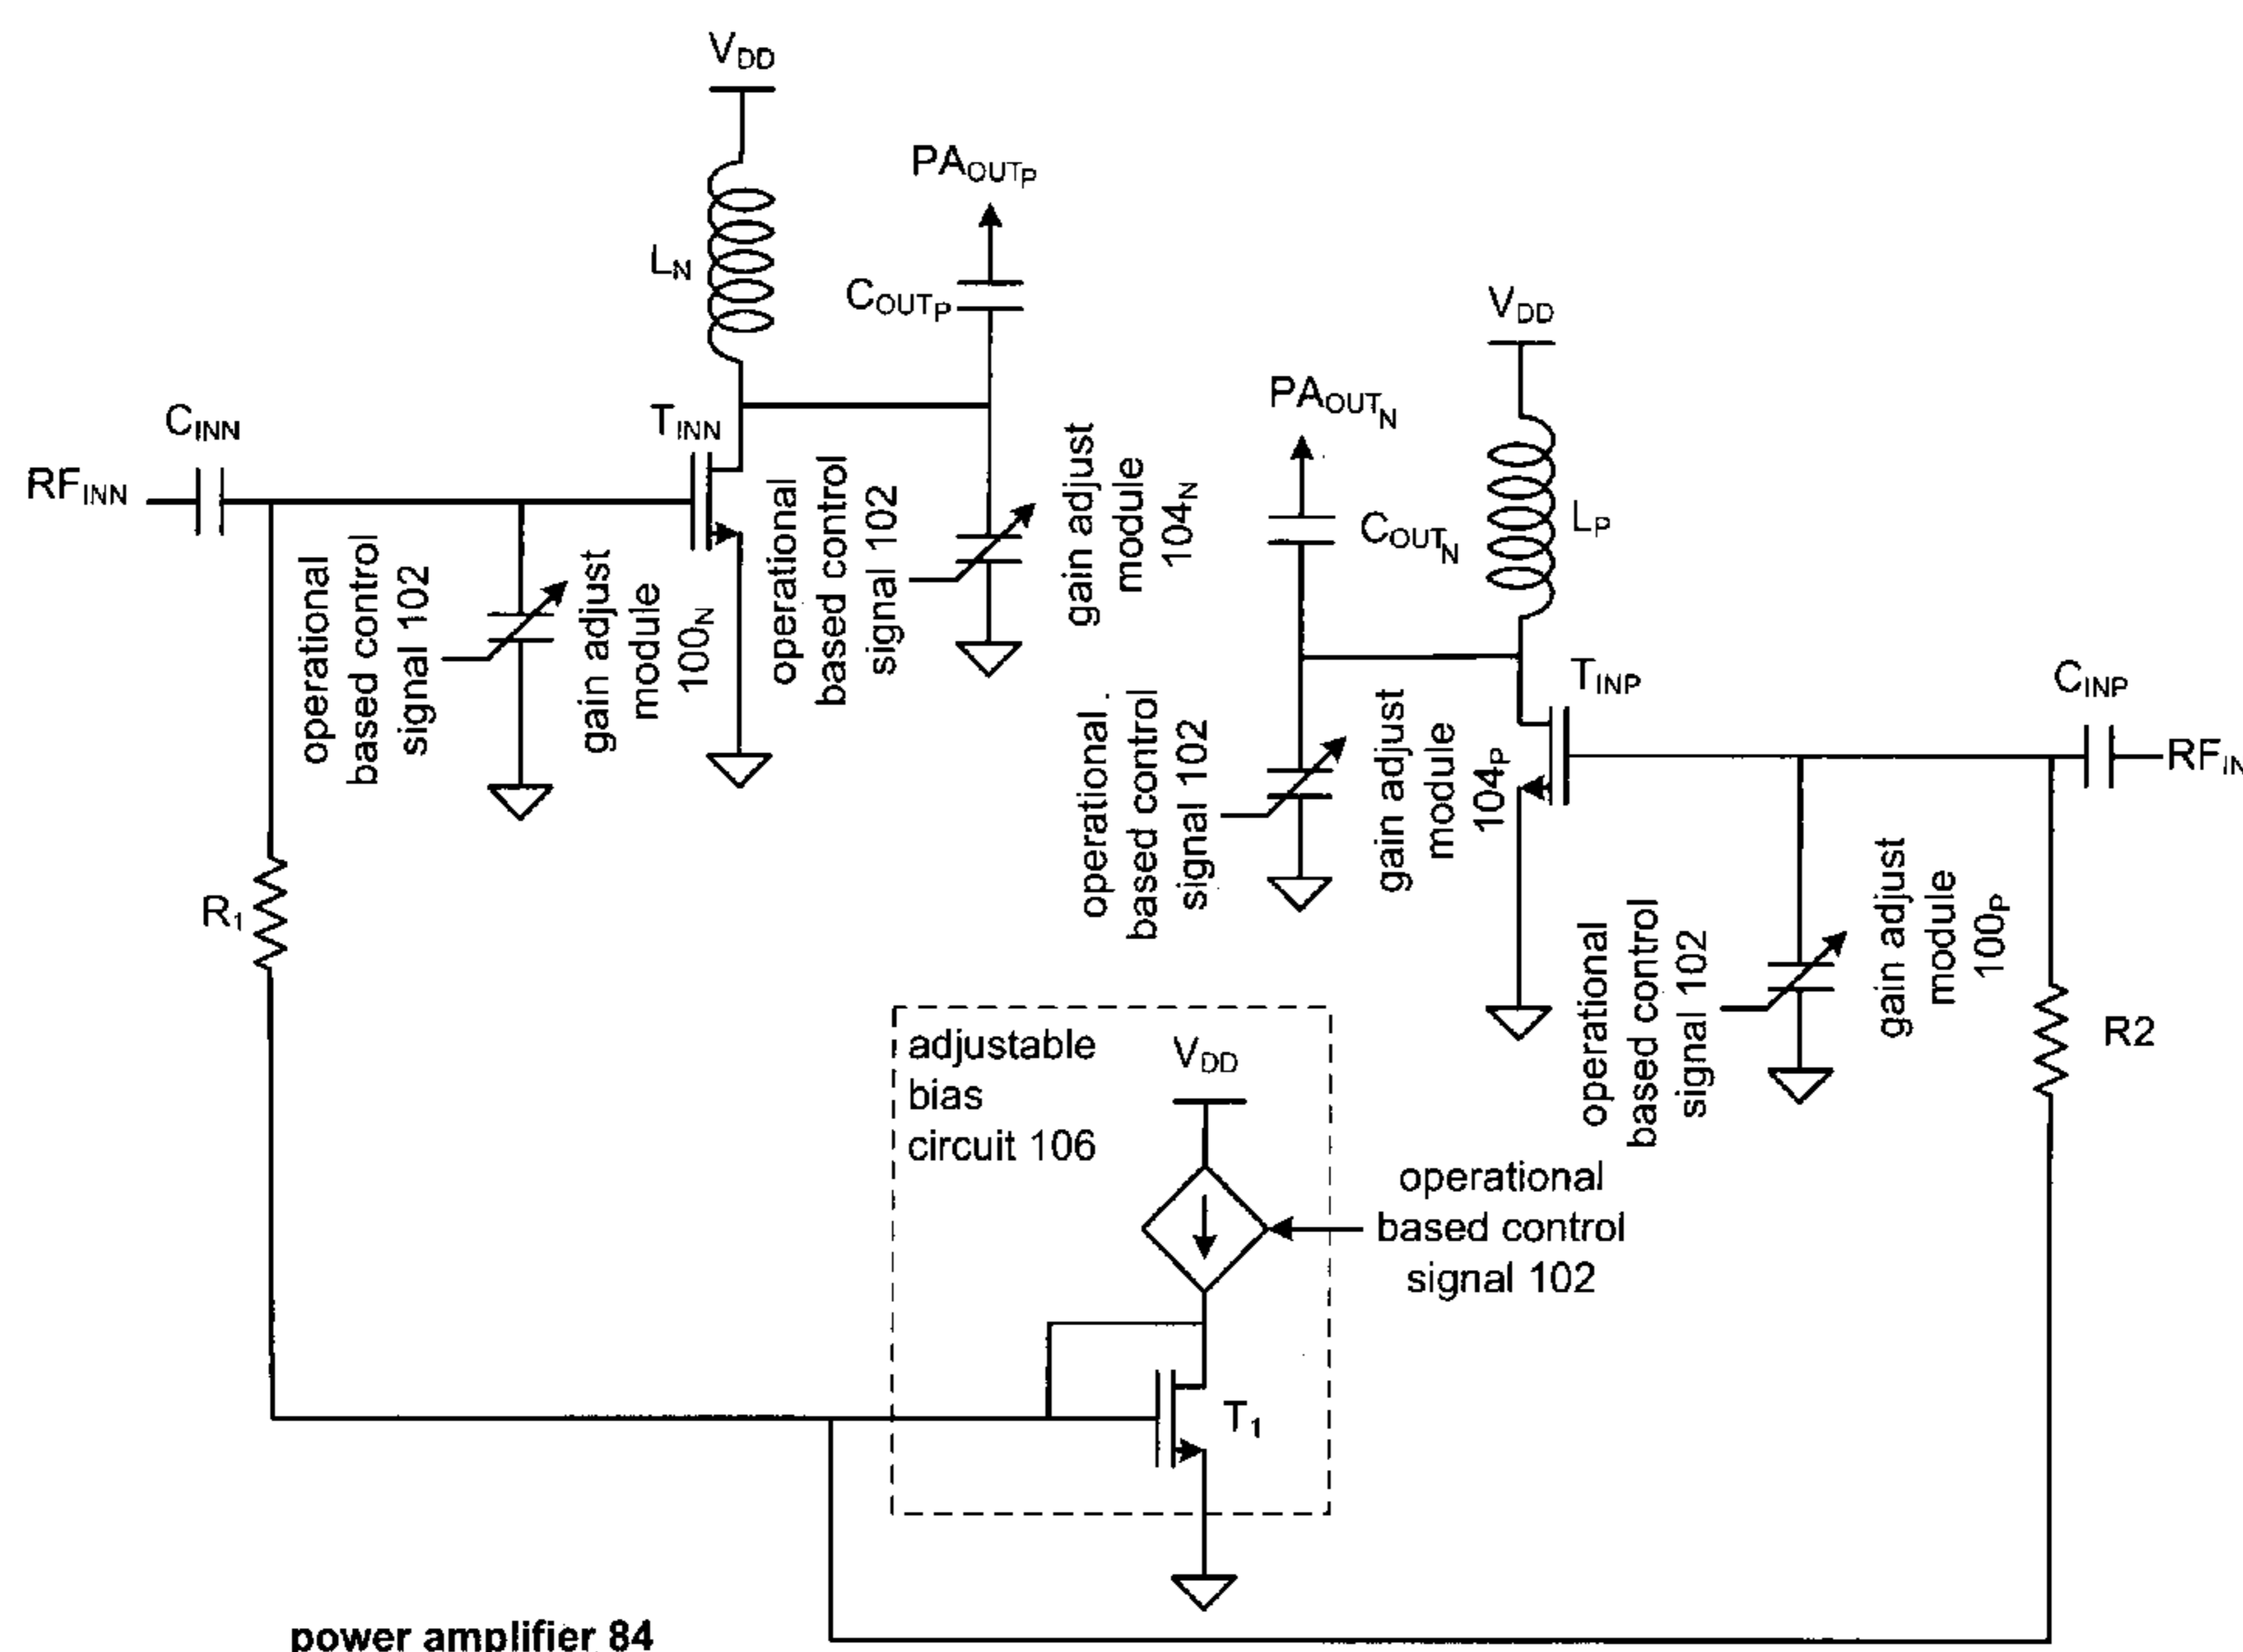 VDD
PAOUTP
LN
COUTP
VDD
PAOUTN
CINN
TINN
RFINN
operational
based control
signal 102
gain adjust
module
104N
COUTN
LP
operational
based control
signal 102
gain adjust
module
100N
TINP
CINP
RFIN
operational
based control
signal 102
gain adjust
module
104P
R1
operational
based control
signal 102
gain adjust
module
100P
R2
adjustable
bias
circuit 106
VDD
operational
based control
signal 102
T1
power amplifier 84